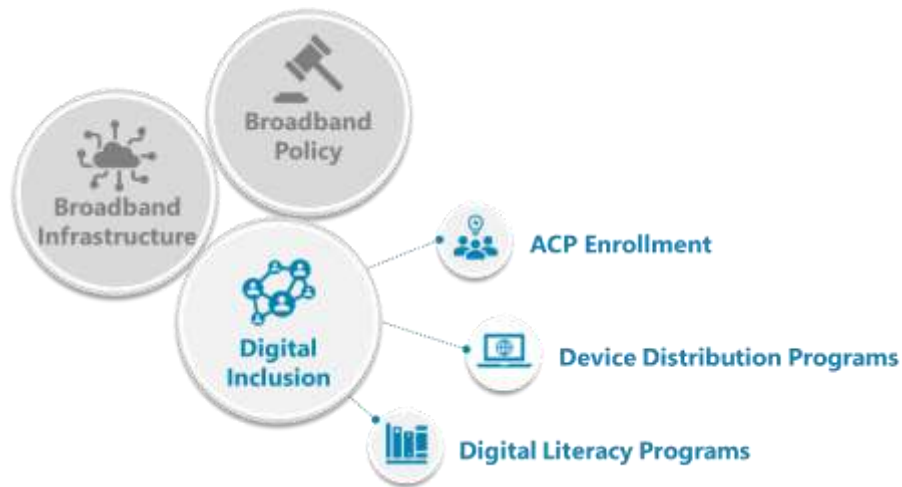 Broadband
Policy
Broadband
Infrastructure
ACP Enrollment
Digital
Inclusion
Device Distribution Programs
Digital Literacy Programs